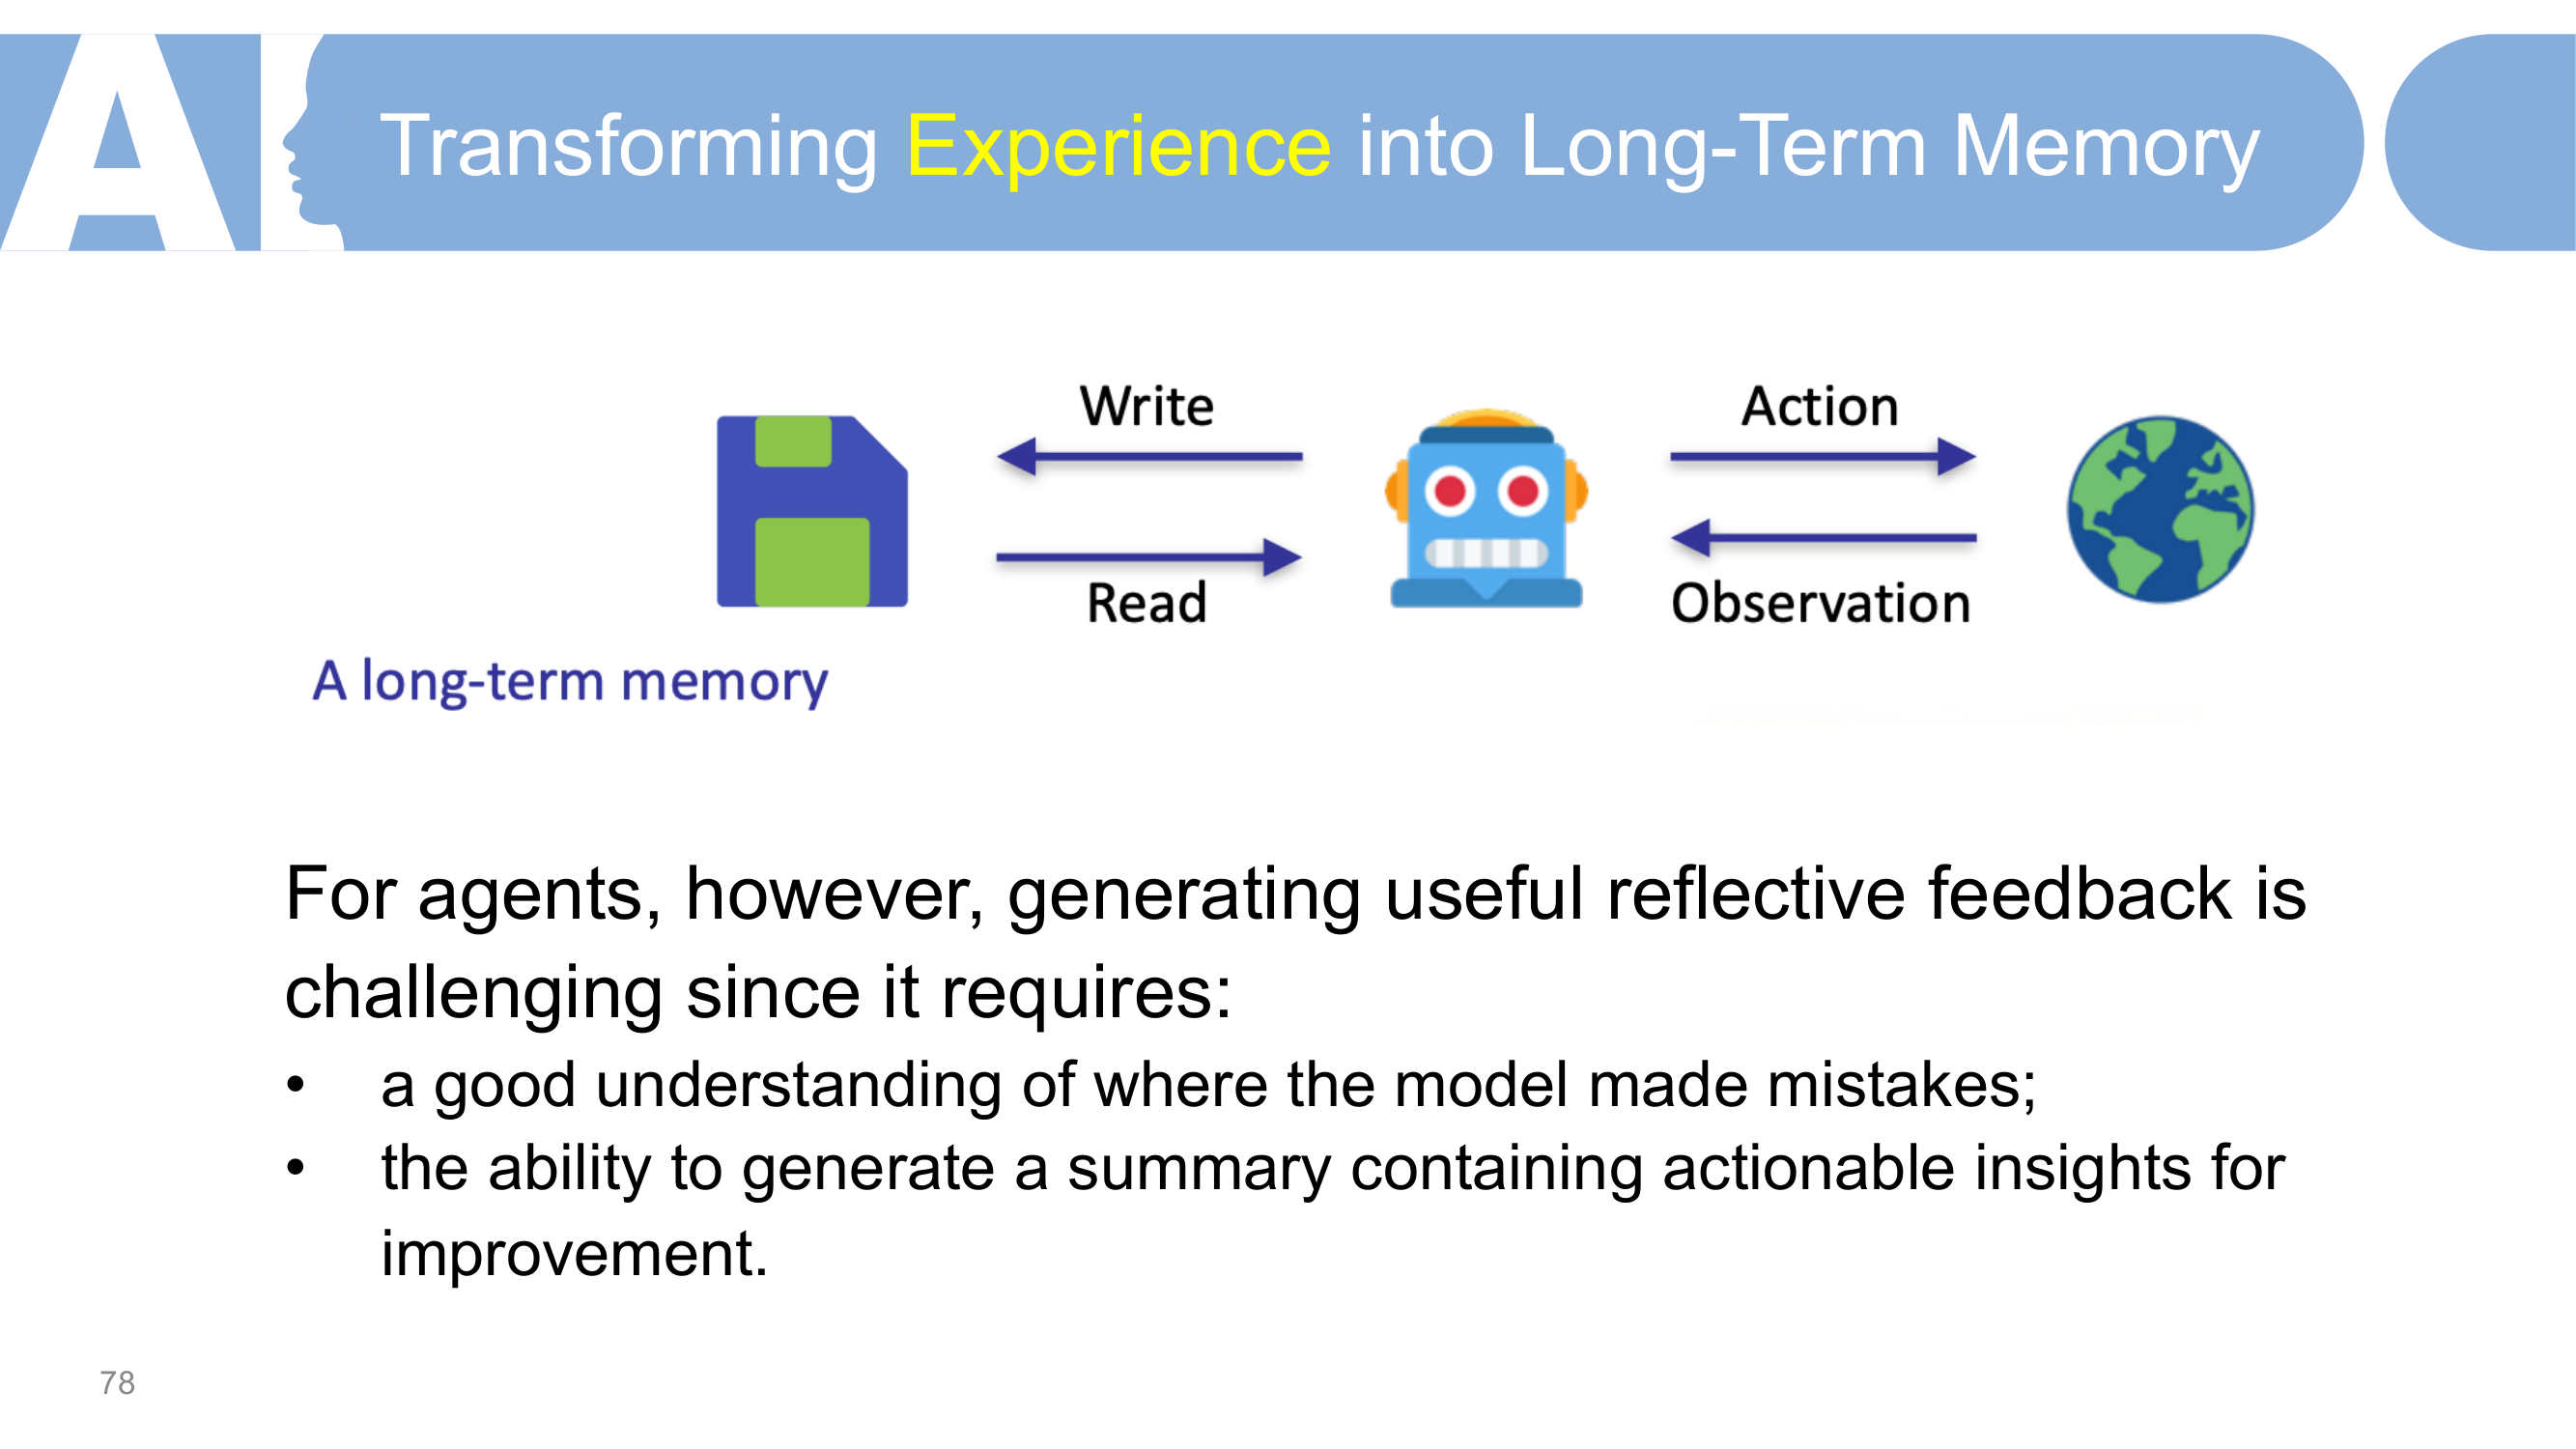 AI
Transforming Experience into Long-Term Memory
Write
Action
Read
Observation
A long-term memory
For agents, however, generating useful reflective feedback is
challenging since it requires:
• a good understanding of where the model made mistakes;
• the ability to generate a summary containing actionable insights for
improvement.
78